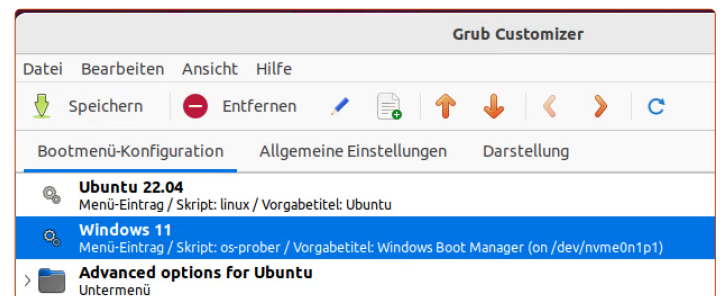 Grub Customizer
Datei Bearbeiten Ansicht Hilfe
Speichern Entfernen
Bootmenü-Konfiguration Allgemeine Einstellungen Darstellung
Ubuntu 22.04
Menü-Eintrag / Skript: linux / Vorgabetitel: Ubuntu
Windows 11
Menü-Eintrag / Skript: os-prober / Vorgabetitel: Windows Boot Manager (on /dev/nvme0n1p1)
Advanced options for Ubuntu
Untermenü